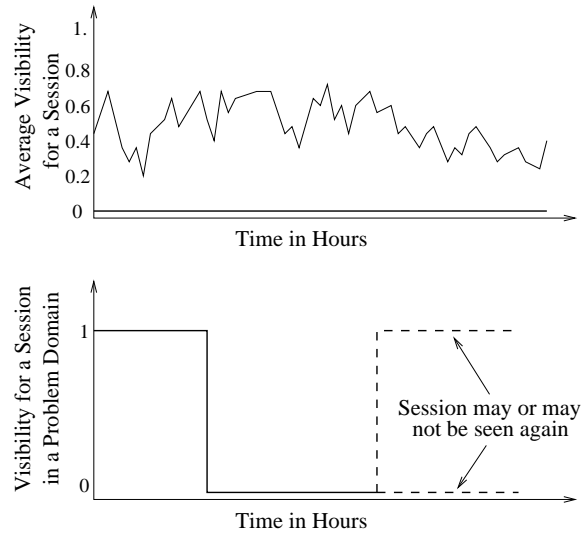 Average Visibility
for a Session
1.
0.8
0.6
0.4
0.2
0
Time in Hours
Visibility for a Session
in a Problem Domain
1
0
Session may or may
not be seen again
Time in Hours